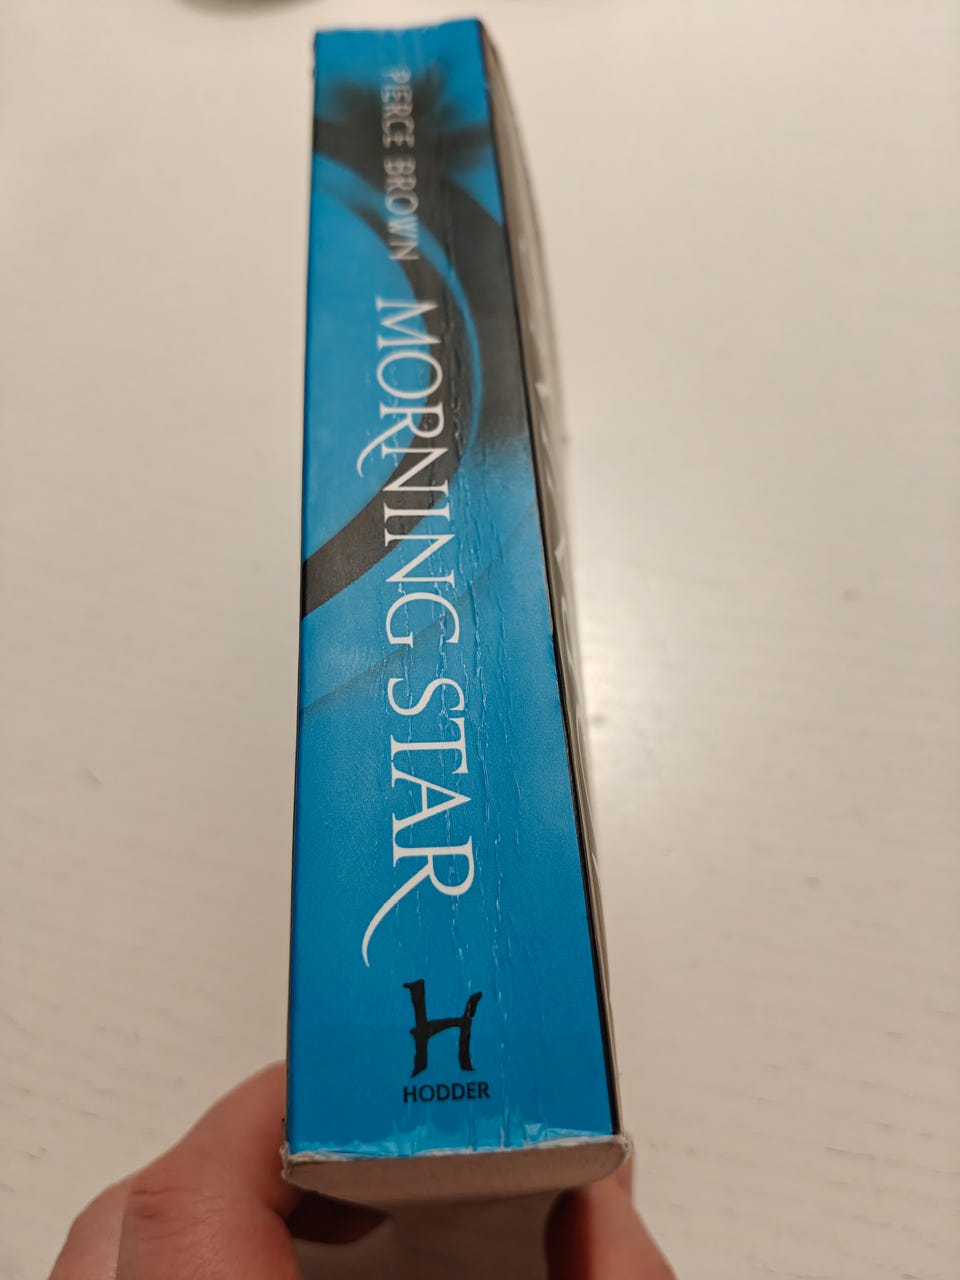 PIERCE BROWN
MORNING STAR
H
HODDER